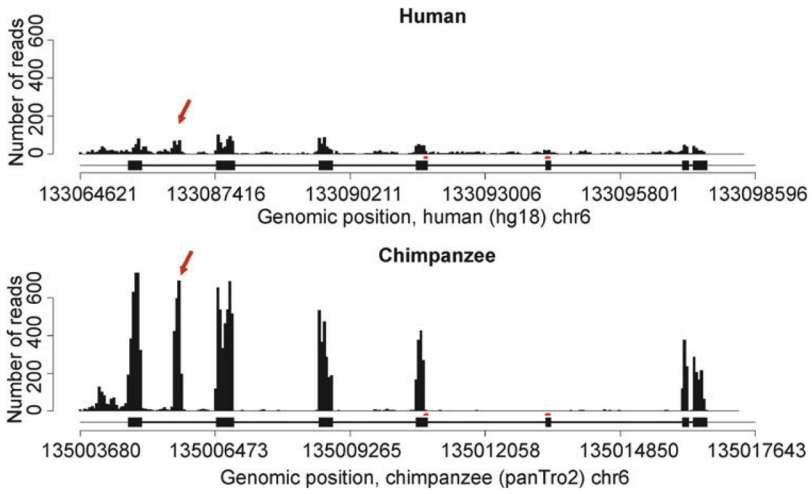 Human
Number of reads
600
400
200
0
133064621 133087416 133090211 133093006 133095801 133098596
Genomic position, human (hg18) chr6
Chimpanzee
Number of reads
600
400
200
0
135003680 135006473 135009265 135012058 135014850 135017643
Genomic position, chimpanzee (panTro2) chr6